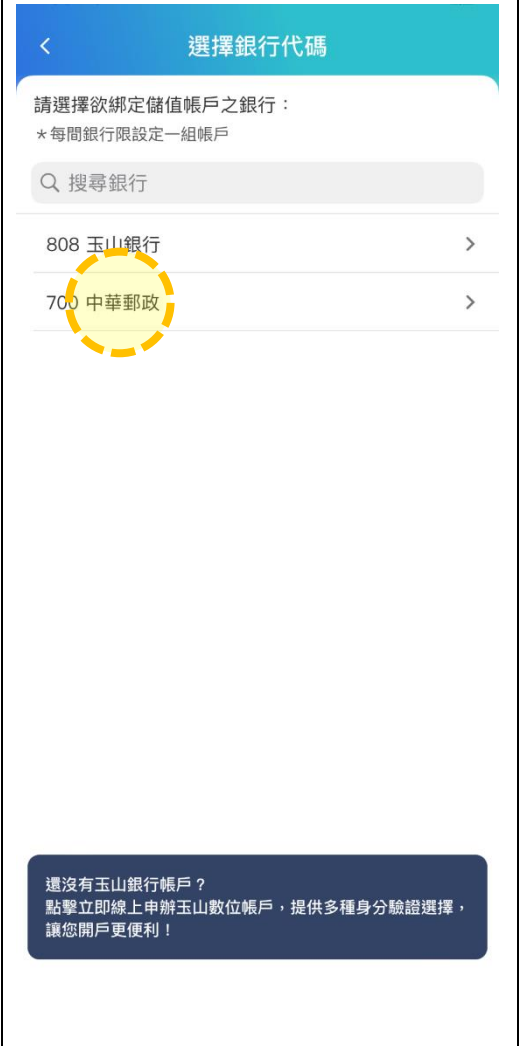 選擇銀行代碼
請選擇欲綁定儲值帳戶之銀行：
＊每間銀行限設定一組帳戶
搜尋銀行
808 玉山銀行
700 中華郵政
還沒有玉山銀行帳戶？
點擊立即線上申辦玉山數位帳戶，提供多種身分驗證選擇，
讓您開戶更便利！